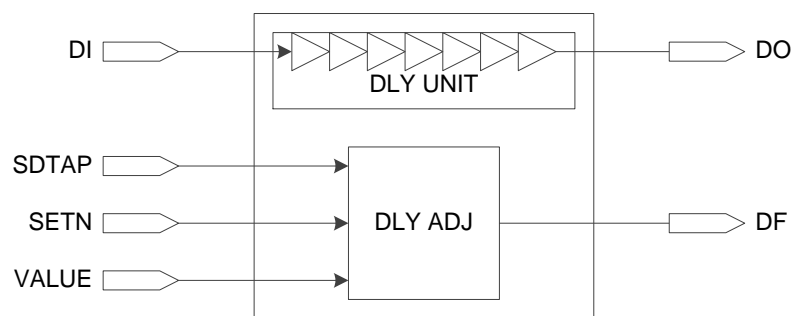 DI
DO
DLY UNIT
SDTAP
SETN
DLY ADJ
DF
VALUE